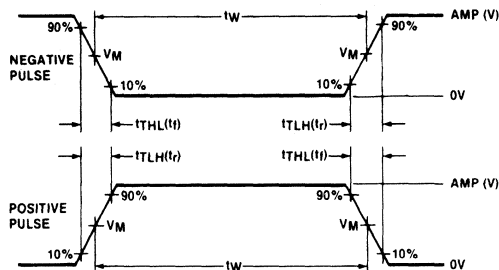 tW
AMP (V)
90%
90%
NEGATIVE
PULSE
VM
VM
10%
10%
0V
tTHL(tf)
tTLH(tr)
tTLH(tr)
tTHL(tf)
AMP (V)
90%
90%
POSITIVE
PULSE
VM
VM
10%
10%
tW
0V